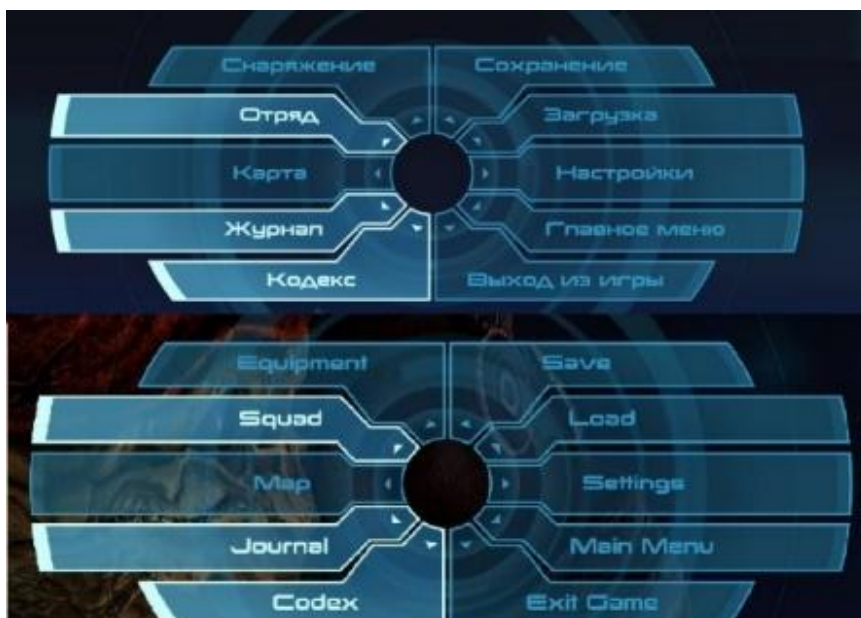 Снаряжение Сохранение
Отряд Загрузка
Карта Настройки
Журнал Главное меню
Кодекс Выход из игры
Equipment Save
Squad Load
Map Settings
Journal Main Menu
Codex Exit Game